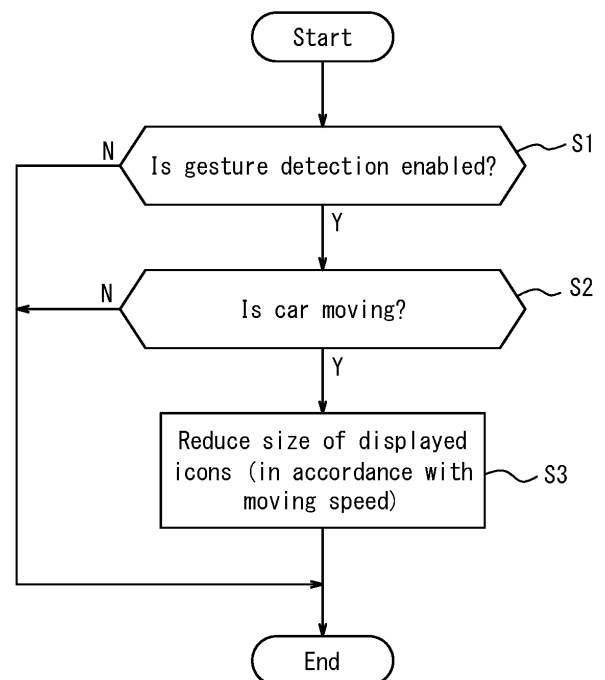 Start
N
Is gesture detection enabled?
S1
Y
N
Is car moving?
S2
Y
Reduce size of displayed
icons (in accordance with
moving speed)
S3
End